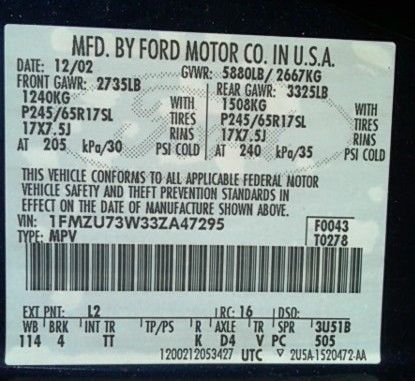 MFD. BY FORD MOTOR CO. IN U.S.A.
DATE: 12/02 GVWR: 5880LB/ 2667KG
FRONT GAWR: 2735LB REAR GAWR: 3325LB
1240KG WITH 1508KG WITH
P245/65R17SL TIRES P245/65R17SL TIRES
17X7.5J RIMS 17X7.5J RIMS
AT 205 kPa/30 PSI COLD AT 240 kPa/35 PSI COLD
THIS VEHICLE CONFORMS TO ALL APPLICABLE FEDERAL MOTOR
VEHICLE SAFETY AND THEFT PREVENTION STANDARDS IN
EFFECT ON THE DATE OF MANUFACTURE SHOWN ABOVE.
VIN: 1FMZU73W33ZA47295 F0043
TYPE: MPV T0278
EXT PNT: L2 RC: 16 DSO:
WB BRK INT TR TP/PS R AXLE TR SPR 3U51B
114 4 TT K D4 V PC 505
1200212053427 UTC 2U5A-1520472-AA